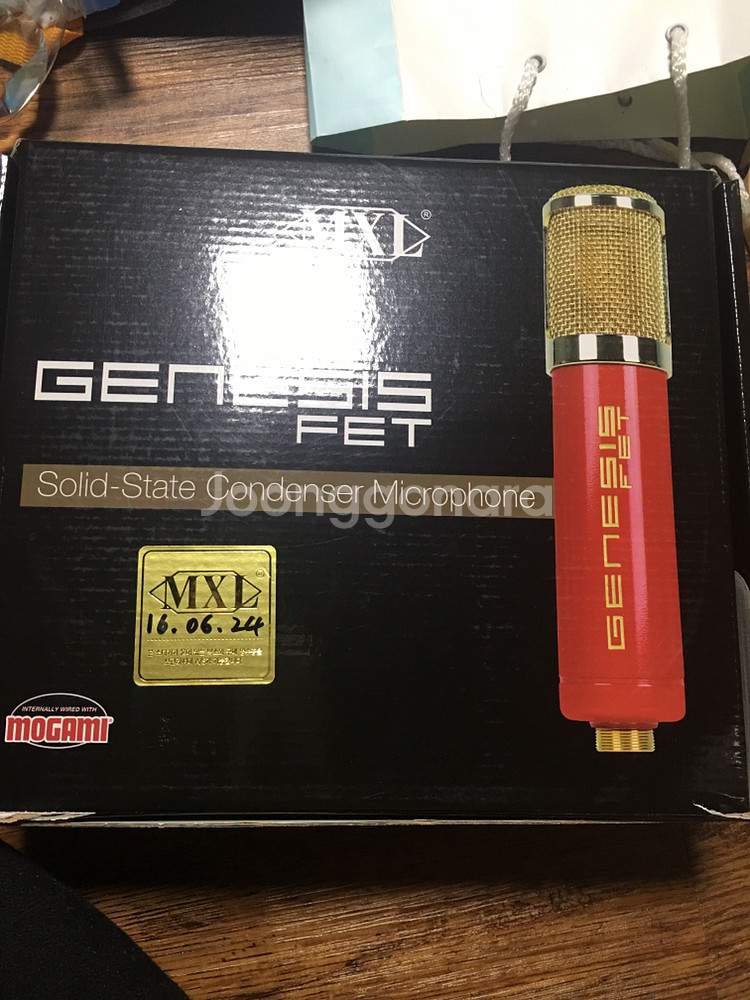 MXL®
GENESIS
FET
Solid-State Condenser Microphone
Joonggonara
GENESIS
FET
MXL®
16.06.24
INTERNALLY WIRED WITH
MOGAMI®